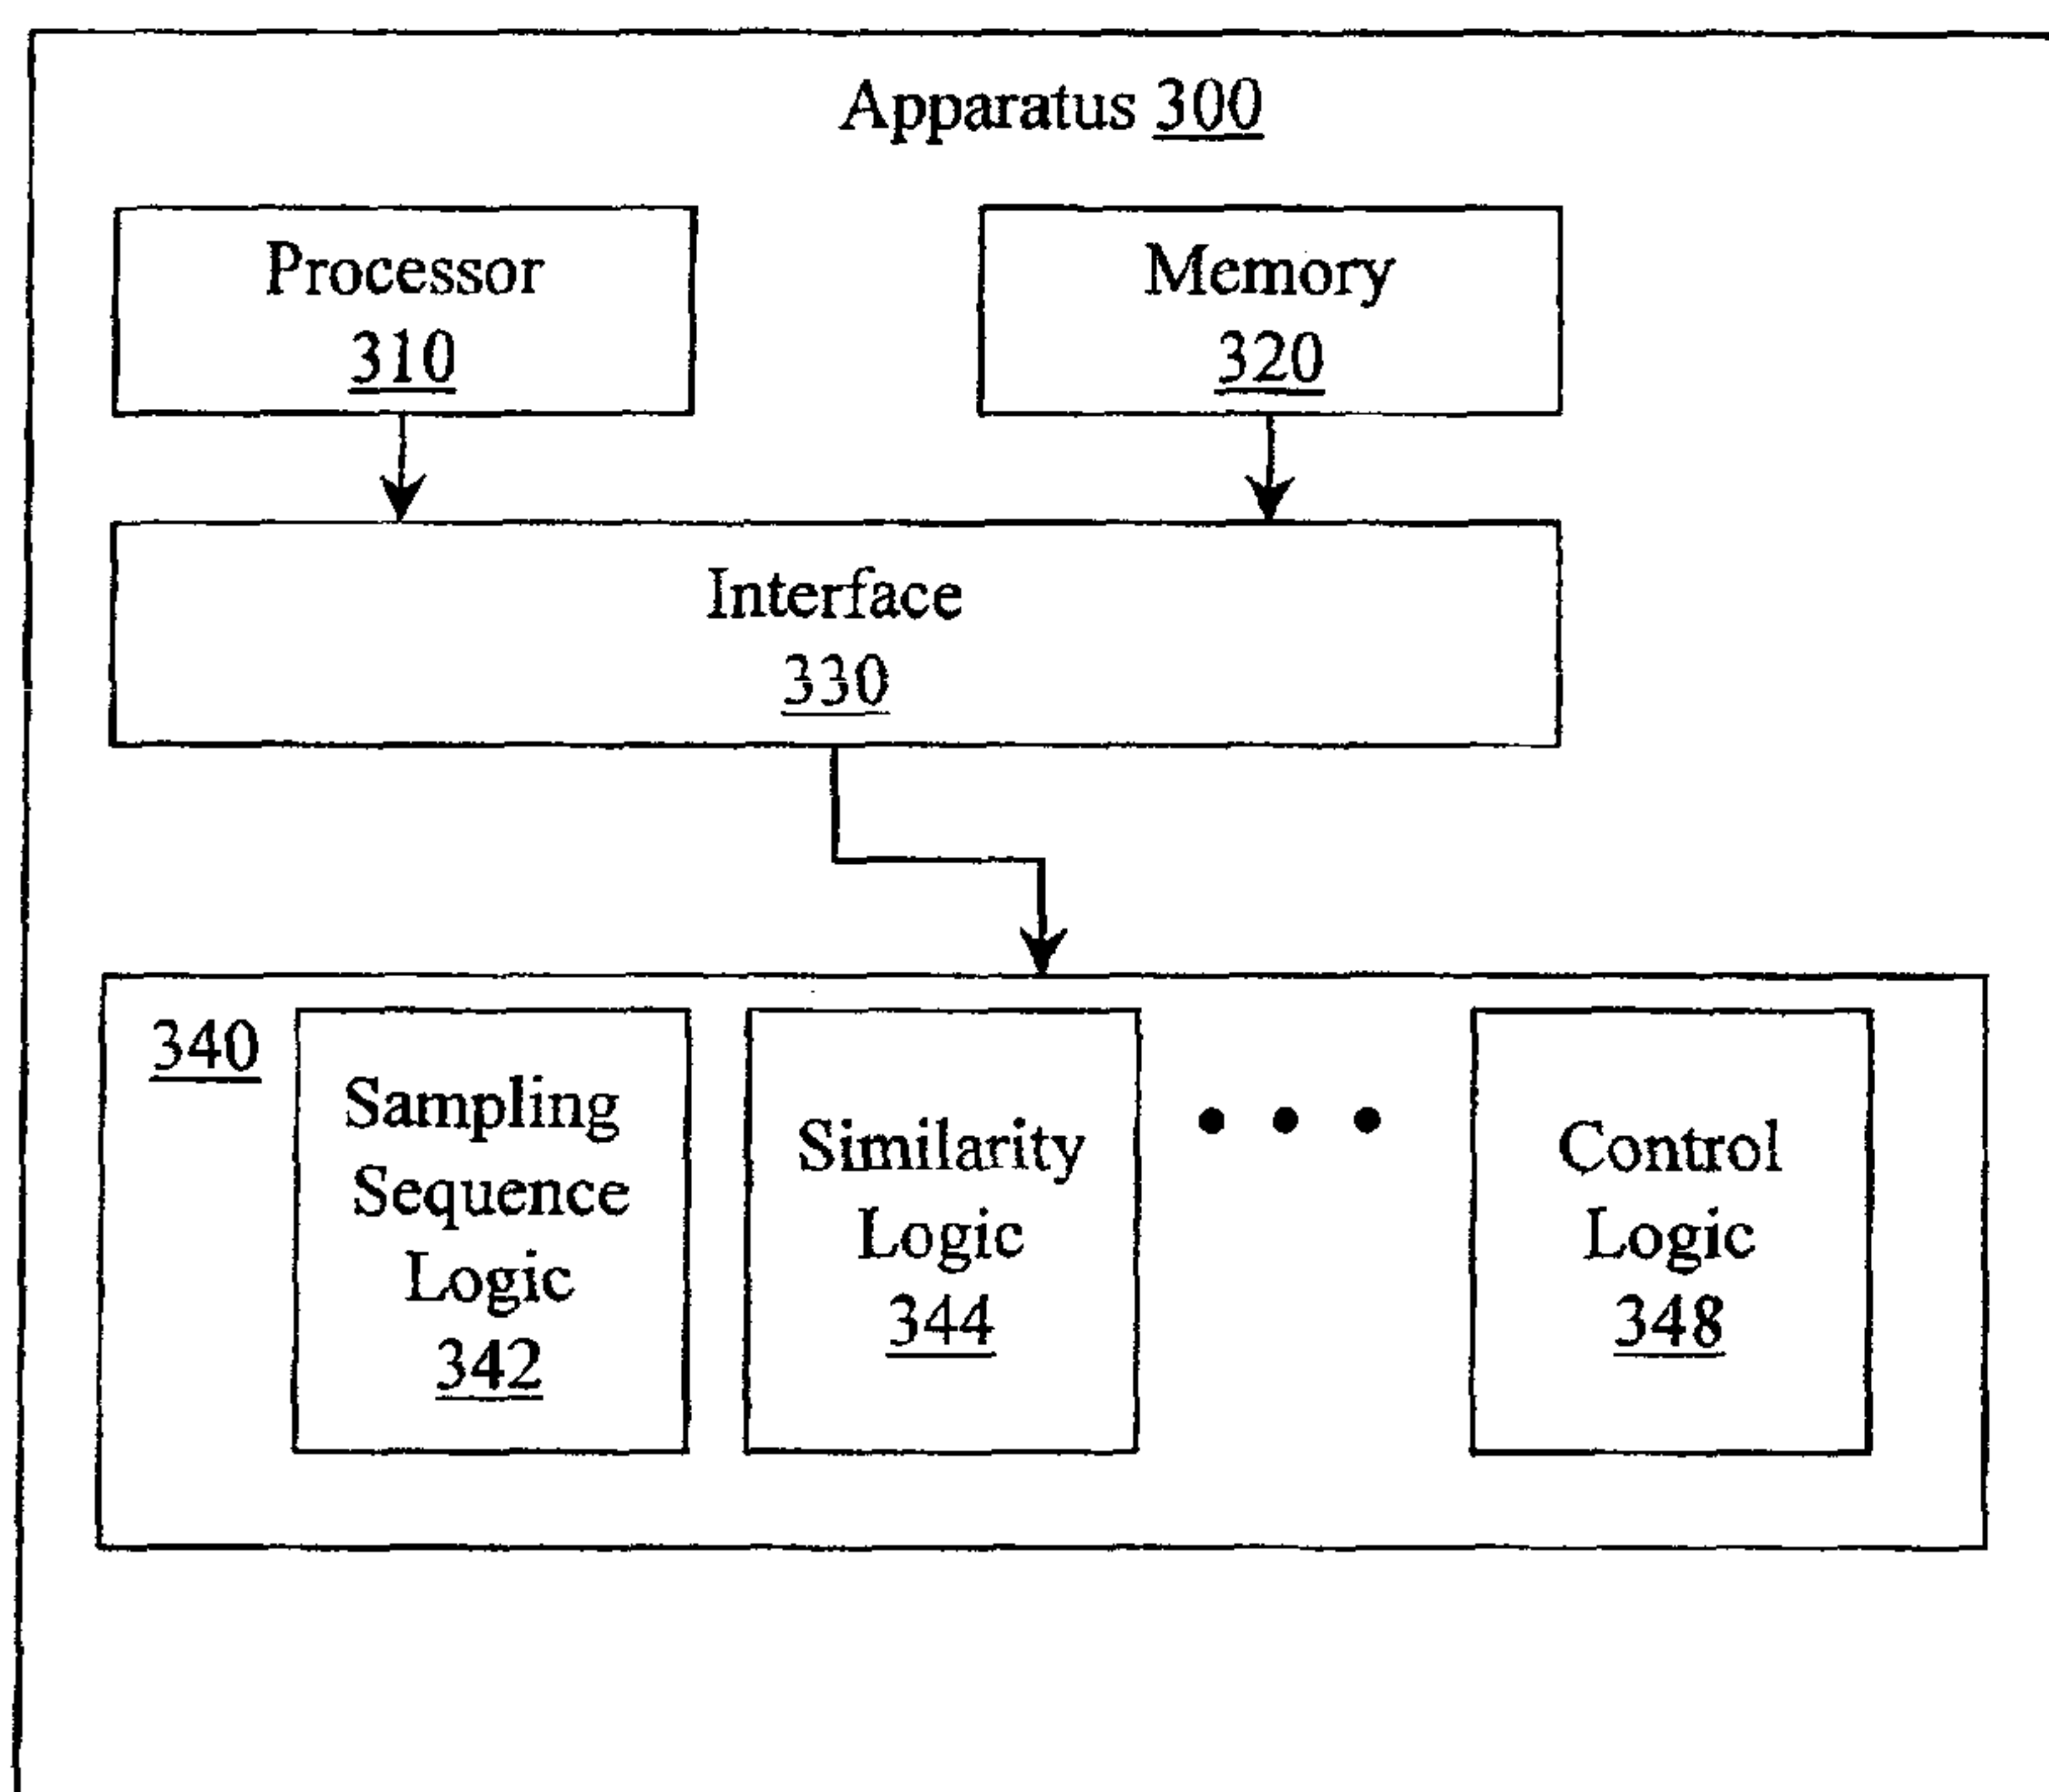 Apparatus 300
Processor
310
Memory
320
Interface
330
340
Sampling
Sequence
Logic
342
Similarity
Logic
344
Control
Logic
348